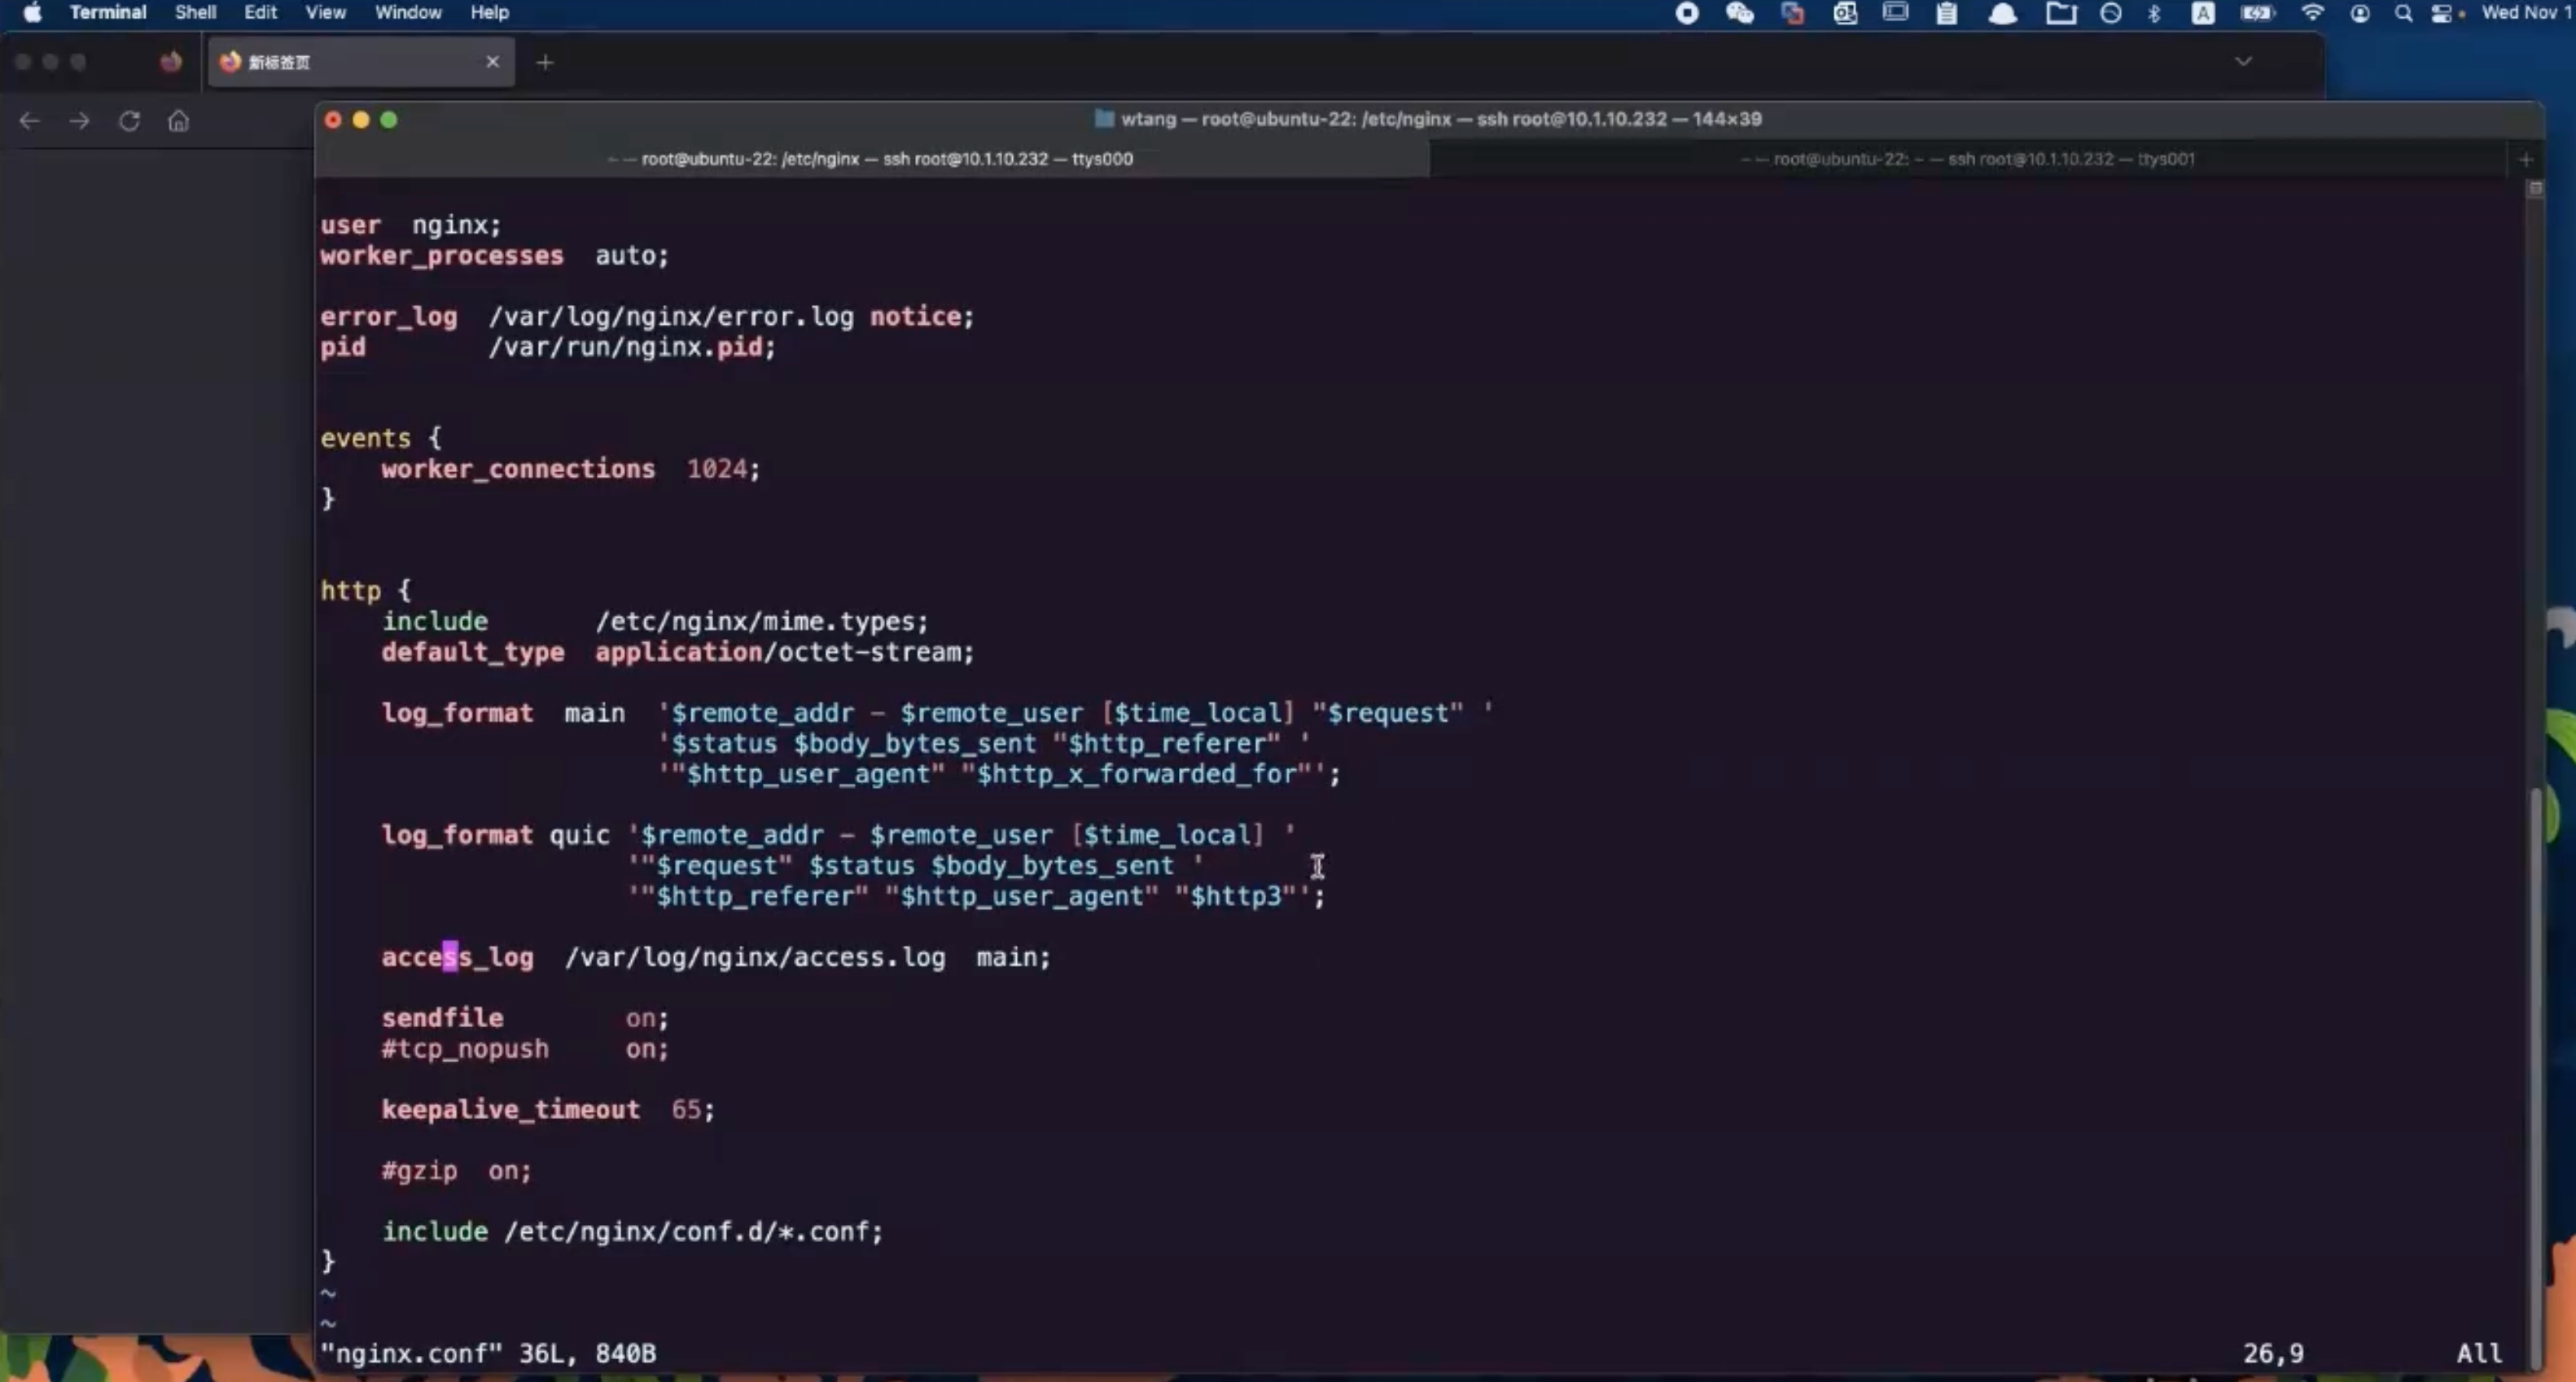 Terminal Shell Edit View Window Help Wed Nov 1
新标签页
wtang — root@ubuntu-22: /etc/nginx — ssh root@10.1.10.232 — 144×39
root@ubuntu-22: /etc/nginx — ssh root@10.1.10.232 — ttys000
root@ubuntu-22: ~ — ssh root@10.1.10.232 — ttys001
user  nginx;
worker_processes  auto;
error_log  /var/log/nginx/error.log notice;
pid        /var/run/nginx.pid;
events {
    worker_connections  1024;
}
http {
    include       /etc/nginx/mime.types;
    default_type  application/octet-stream;
    log_format  main  '$remote_addr - $remote_user [$time_local] "$request" '
                      '$status $body_bytes_sent "$http_referer" '
                      '"$http_user_agent" "$http_x_forwarded_for"';
    log_format quic '$remote_addr - $remote_user [$time_local] '
                    '"$request" $status $body_bytes_sent '
                    '"$http_referer" "$http_user_agent" "$http3"';
    access_log  /var/log/nginx/access.log  main;
    sendfile        on;
    #tcp_nopush     on;
    keepalive_timeout  65;
    #gzip  on;
    include /etc/nginx/conf.d/*.conf;
}
~
~
"nginx.conf" 36L, 840B 26,9 All